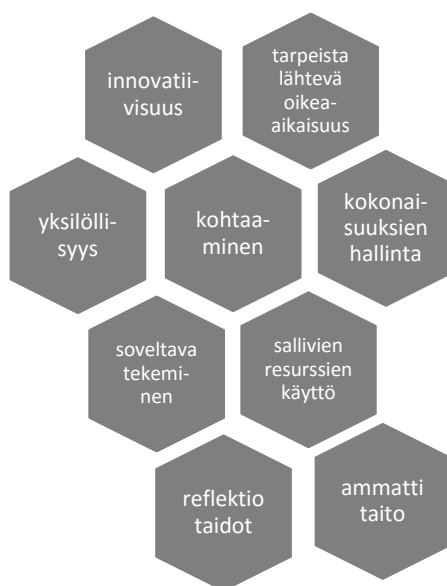 innovatii-
visuus
tarpeista
lähtevä
oikea-
aikaisuus
yksilölli-
syys
kohtaa-
minen
kokonai-
suuksien
hallinta
soveltava
tekemi-
nen
sallivien
resurssien
käyttö
reflektio
taidot
ammatti
taito